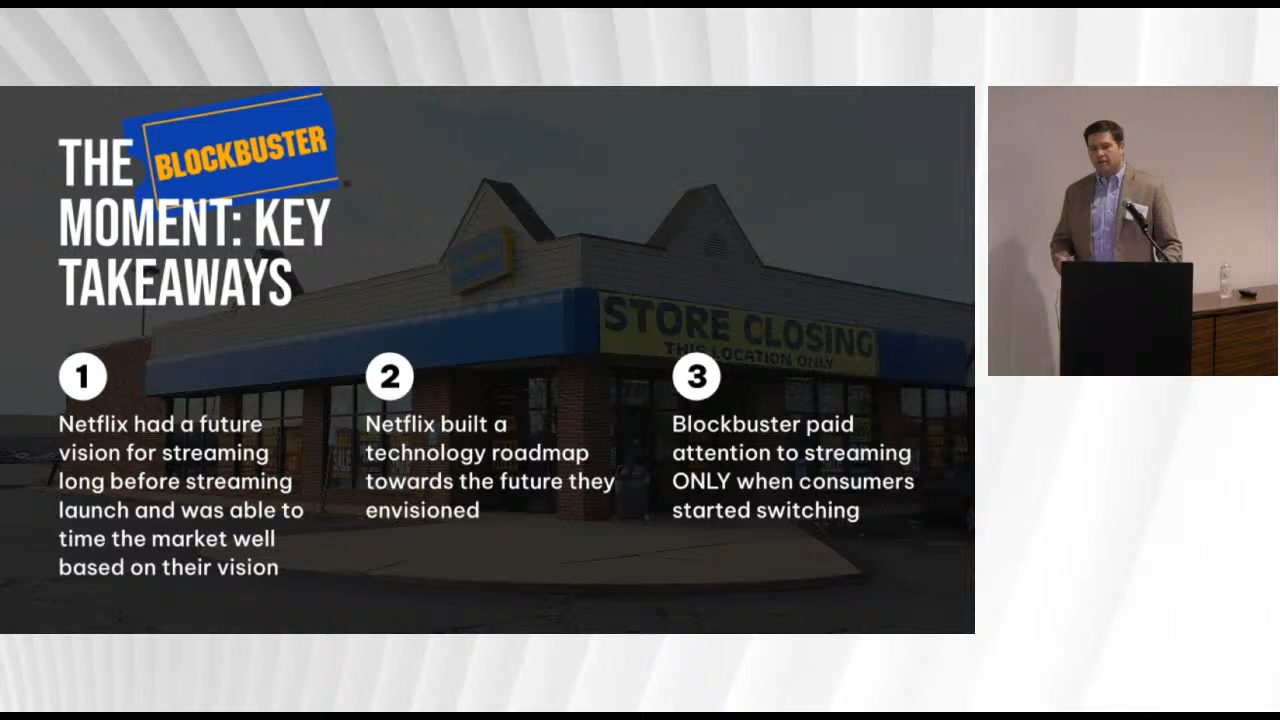 THE BLOCKBUSTER
MOMENT: KEY
TAKEAWAYS
STORE CLOSING
THIS LOCATION ONLY
1
Netflix had a future
vision for streaming
long before streaming
launch and was able to
time the market well
based on their vision
2
Netflix built a
technology roadmap
towards the future they
envisioned
3
Blockbuster paid
attention to streaming
ONLY when consumers
started switching